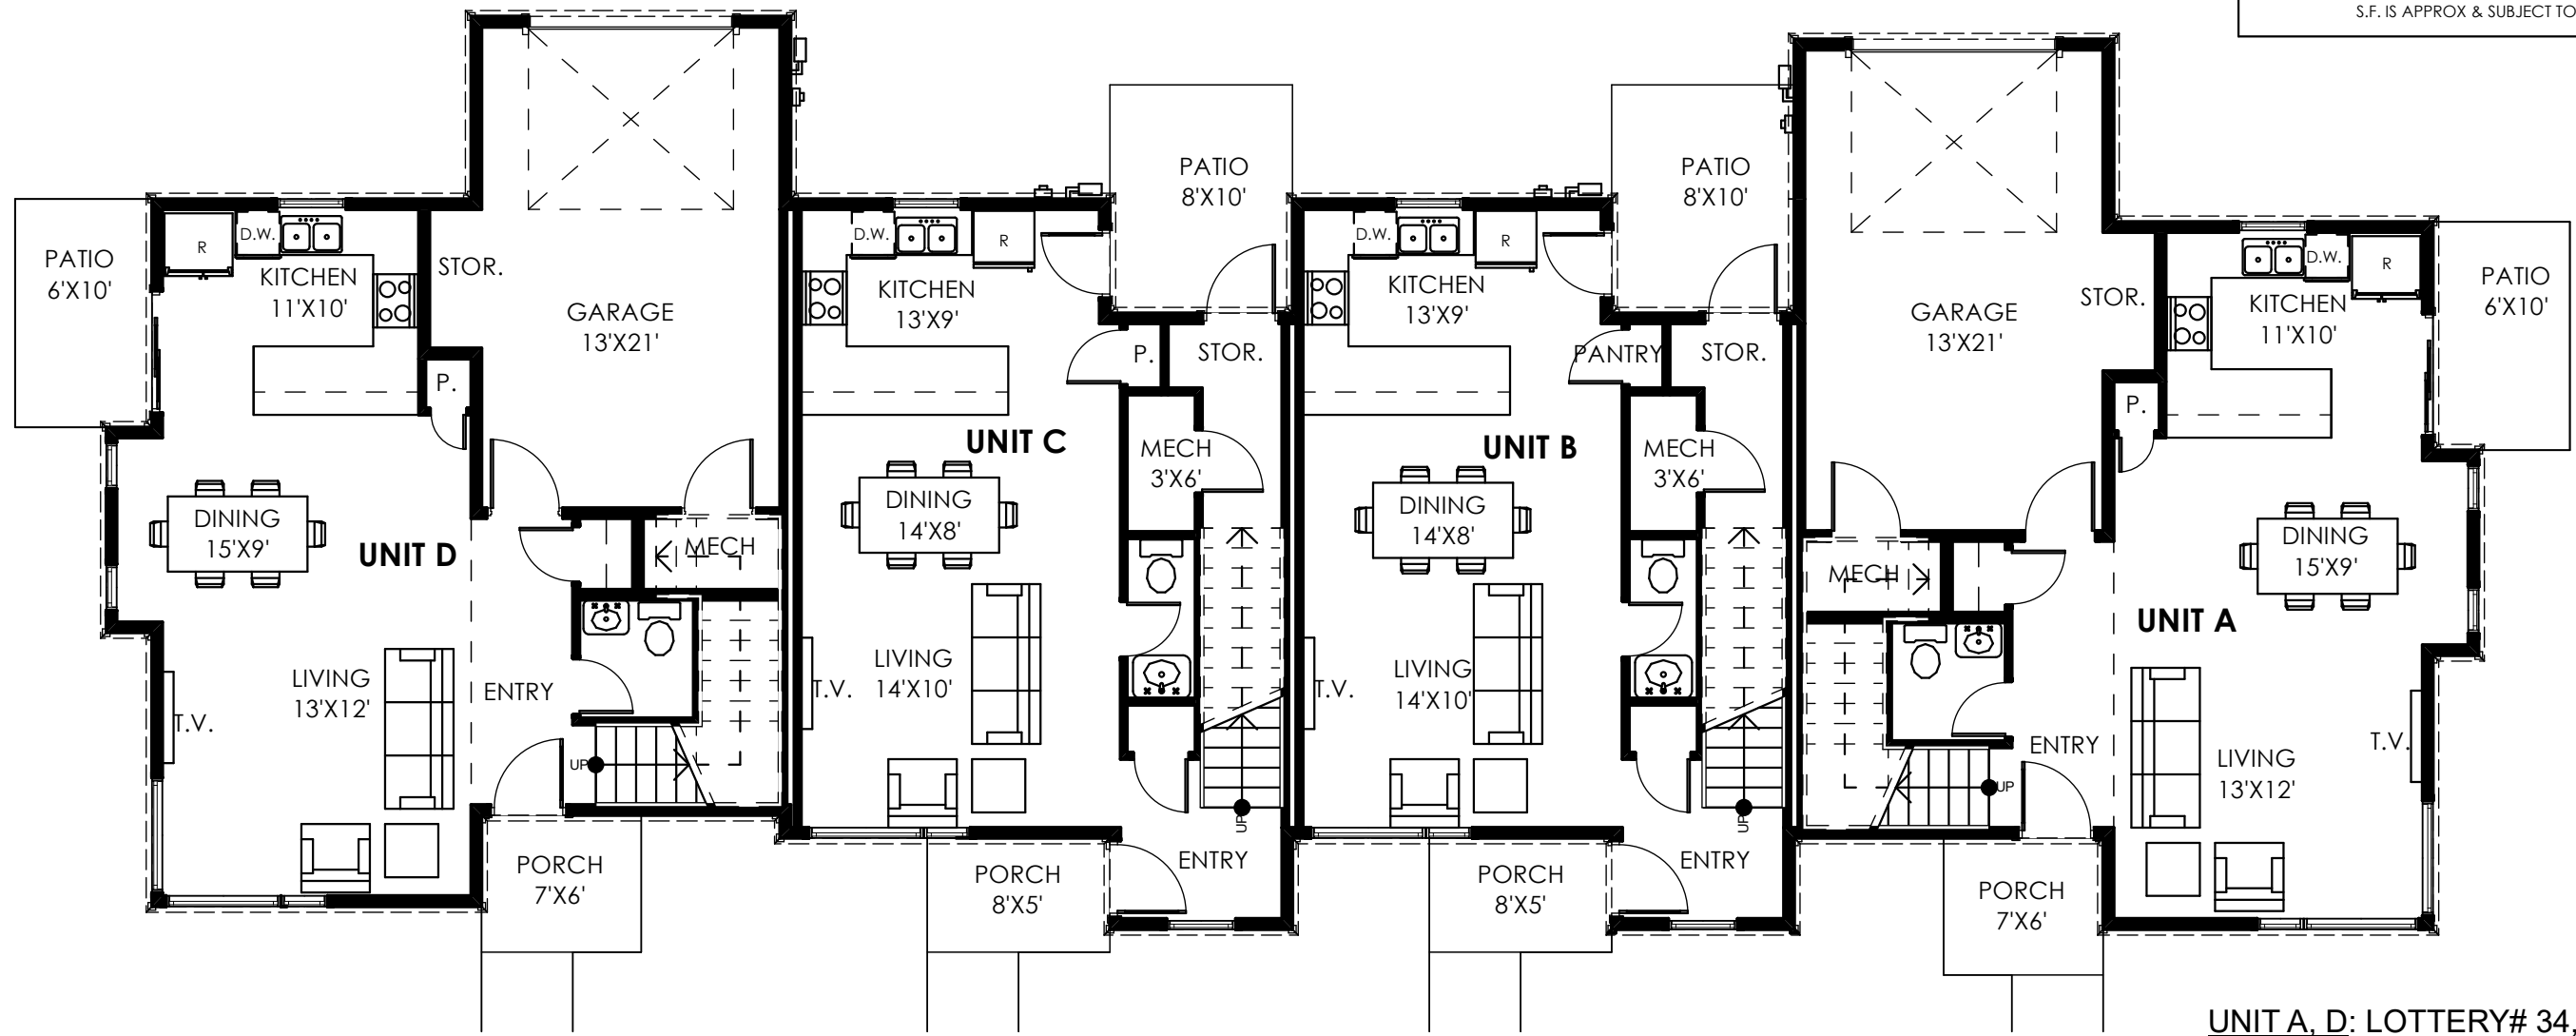 S.F. IS APPROX & SUBJECT TO
PATIO
6'X10'
R
D.W.
KITCHEN
11'X10'
STOR.
P.
GARAGE
13'X21'
DINING
15'X9'
UNIT D
MECH
LIVING
13'X12'
T.V.
ENTRY
UP
PORCH
7'X6'
PATIO
8'X10'
D.W.
R
KITCHEN
13'X9'
P.
STOR.
UNIT C
MECH
3'X6'
DINING
14'X8'
LIVING
14'X10'
T.V.
UP
ENTRY
PORCH
8'X5'
PATIO
8'X10'
D.W.
R
KITCHEN
13'X9'
PANTRY
STOR.
UNIT B
MECH
3'X6'
DINING
14'X8'
LIVING
14'X10'
T.V.
UP
ENTRY
PORCH
8'X5'
GARAGE
13'X21'
STOR.
D.W.
R
KITCHEN
11'X10'
PATIO
6'X10'
P.
DINING
15'X9'
MECH
UNIT A
ENTRY
UP
LIVING
13'X12'
T.V.
PORCH
7'X6'
UNIT A, D: LOTTERY# 34,